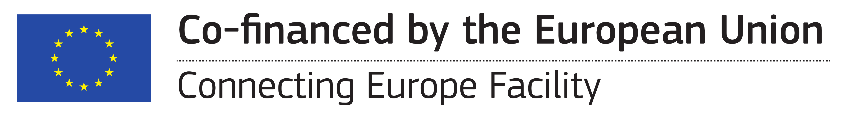 Co-financed by the European Union
Connecting Europe Facility